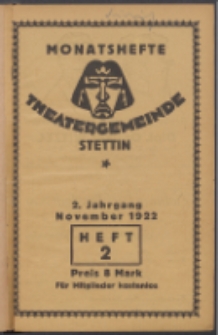 MONATSHEFTE
THEATERGEMEINDE
STETTIN
*
2. Jahrgang
November 1922
HEFT
2
Preis 8 Mark
Für Mitglieder kostenlos